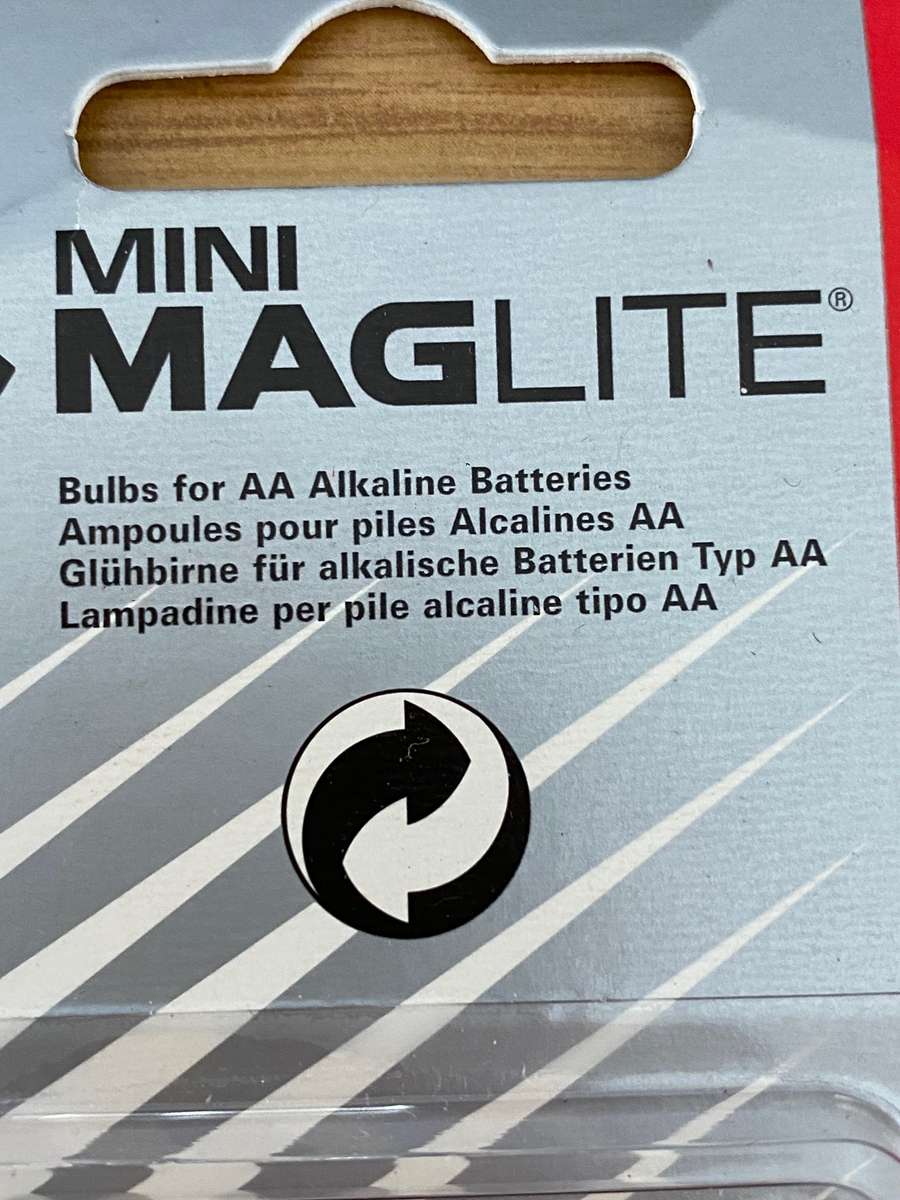 MINI
MAGLITE®
Bulbs for AA Alkaline Batteries
Ampoules pour piles Alcalines AA
Glühbirne für alkalische Batterien Typ AA
Lampadine per pile alcaline tipo AA